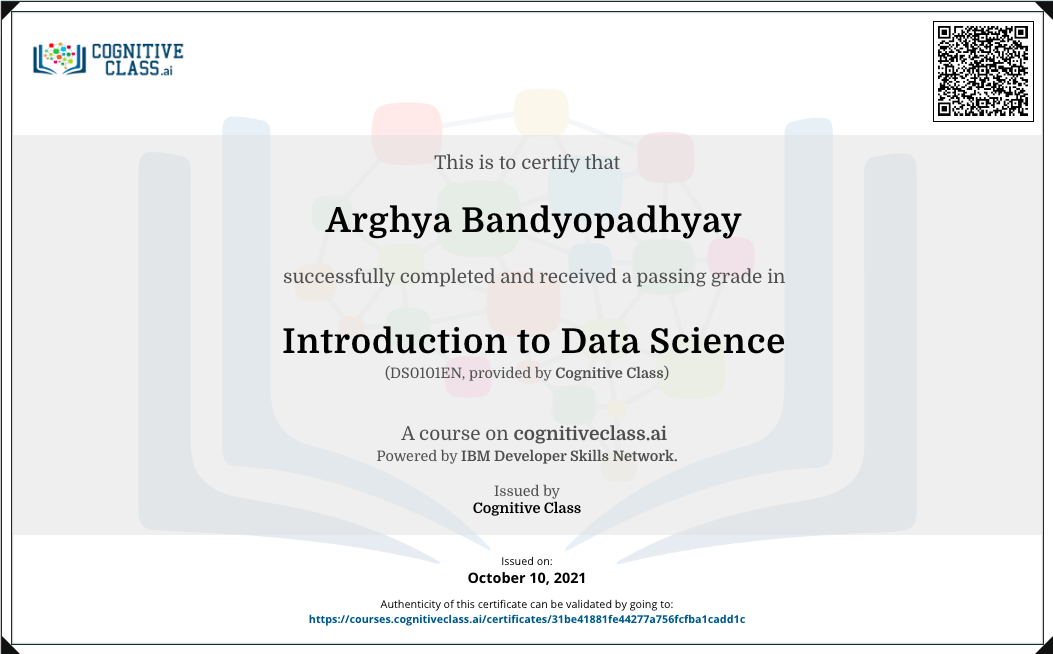 COGNITIVE
CLASS.ai
This is to certify that
Arghya Bandyopadhyay
successfully completed and received a passing grade in
Introduction to Data Science
(DS0101EN, provided by Cognitive Class)
A course on cognitiveclass.ai
Powered by IBM Developer Skills Network.
Issued by
Cognitive Class
Issued on:
October 10, 2021
Authenticity of this certificate can be validated by going to:
https://courses.cognitiveclass.ai/certificates/31be41881fe44277a756fcfba1cadd1c